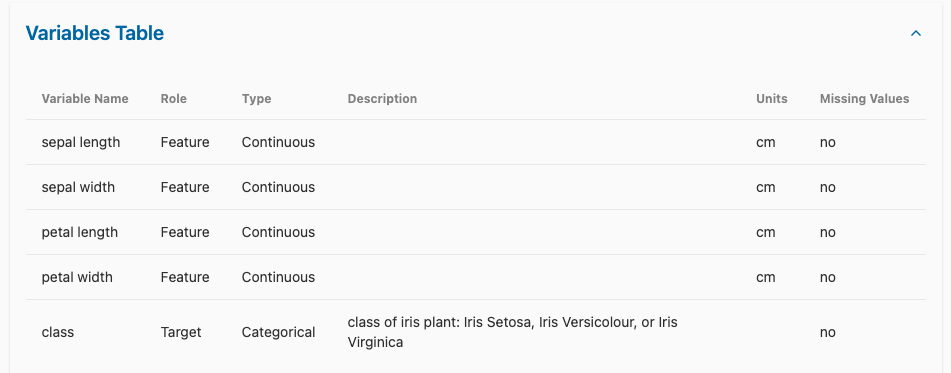 Variables Table
Variable Name Role Type Description Units Missing Values
sepal length Feature Continuous cm no
sepal width Feature Continuous cm no
petal length Feature Continuous cm no
petal width Feature Continuous cm no
class Target Categorical class of iris plant: Iris Setosa, Iris Versicolour, or Iris no
Virginica